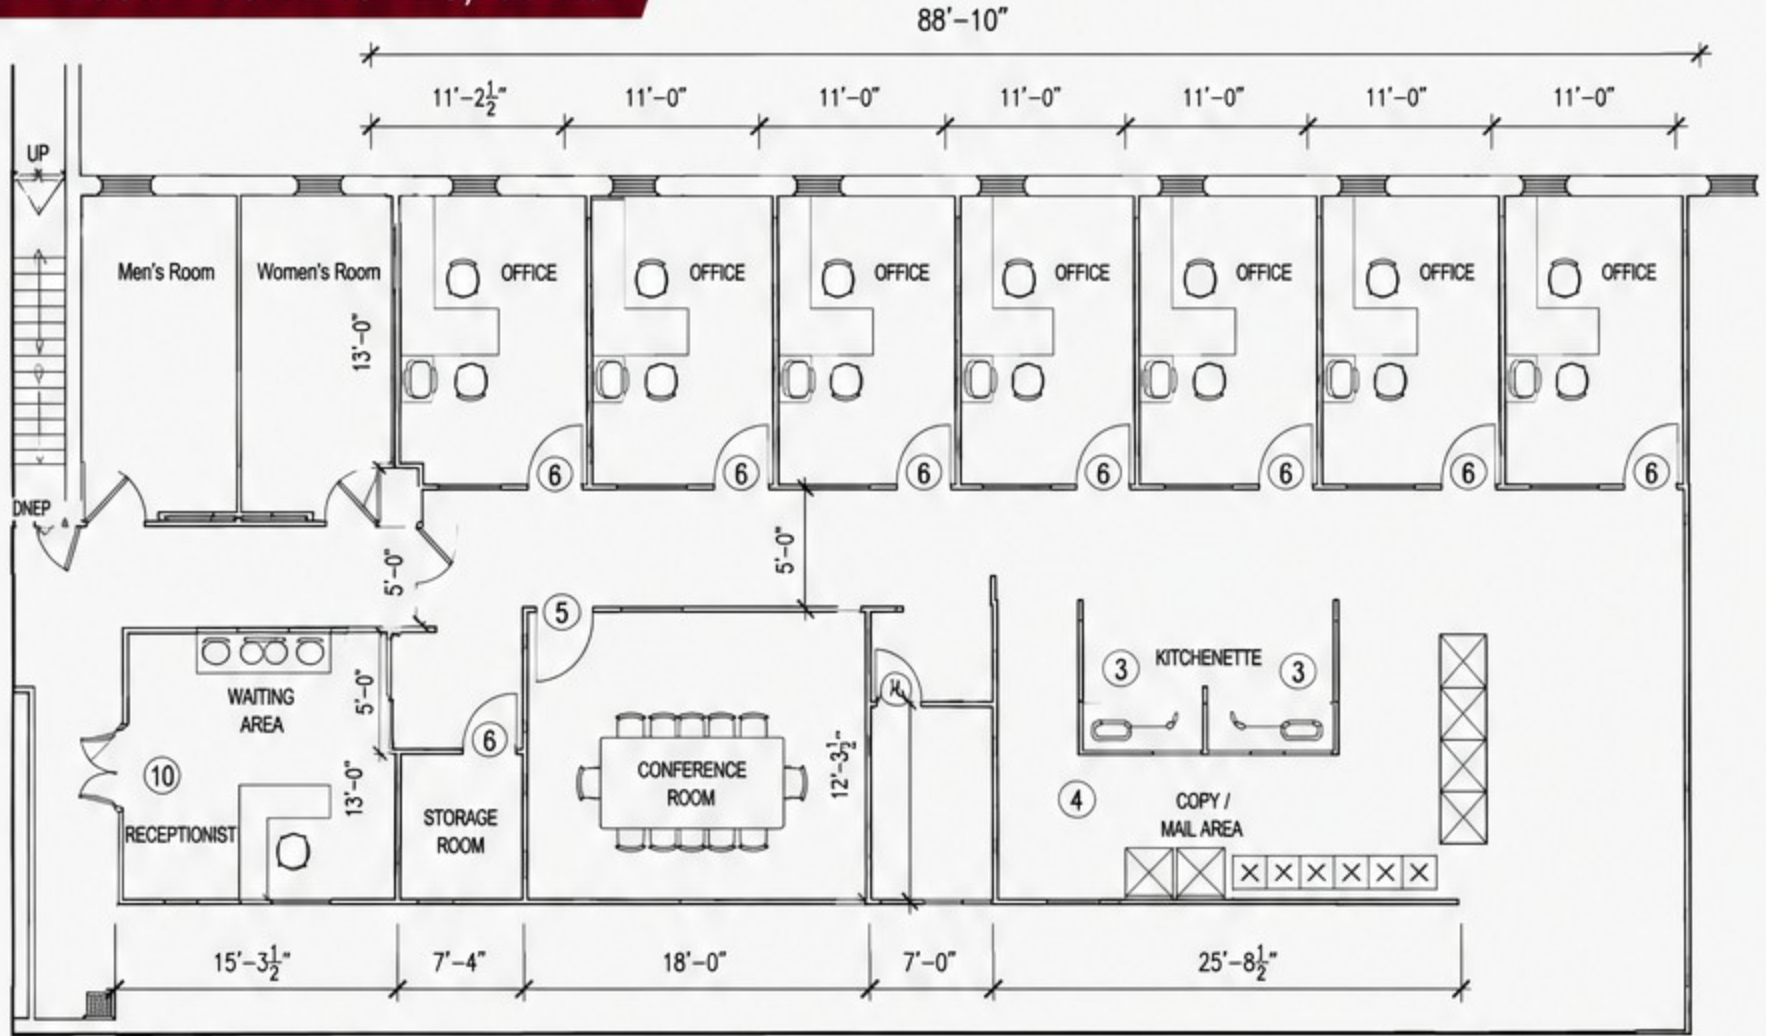 88'-10"
11'-2½" 11'-0" 11'-0" 11'-0" 11'-0" 11'-0" 11'-0"
UP
Men's Room Women's Room OFFICE OFFICE OFFICE OFFICE OFFICE OFFICE OFFICE
13'-0"
6 6 6 6 6 6 6
DNEP
5'-0"
5'-0"
5
KITCHENETTE
3 3
WAITING
AREA
5'-0"
6
10
13'-0"
RECEPTIONIST
STORAGE
ROOM
CONFERENCE
ROOM
12'-3½"
4
COPY /
MAIL AREA
15'-3½" 7'-4" 18'-0" 7'-0" 25'-8½"